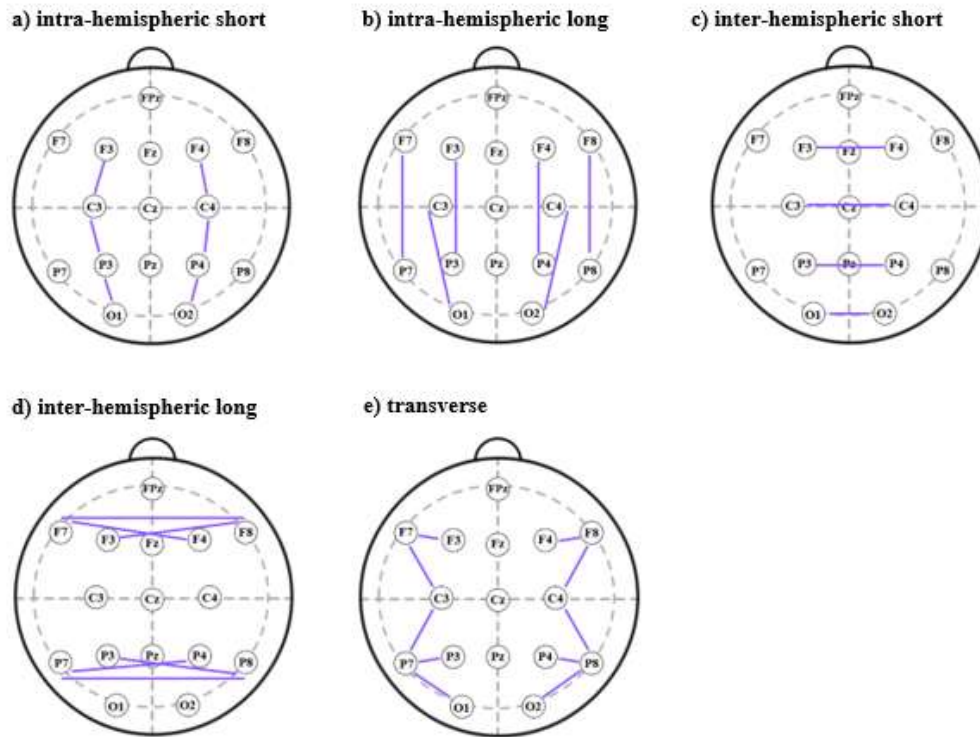 a) intra-hemispheric short
b) intra-hemispheric long
c) inter-hemispheric short
FPz
F7 F3 Fz F4 F8
C3 Cz C4
P7 P3 Pz P4 P8
O1 O2
FPz
F7 F3 Fz F4 F8
C3 Cz C4
P7 P3 Pz P4 P8
O1 O2
FPz
F7 F3 Fz F4 F8
C3 Cz C4
P7 P3 Pz P4 P8
O1 O2
d) inter-hemispheric long
e) transverse
FPz
F7 F3 Fz F4 F8
C3 Cz C4
P7 P3 Pz P4 P8
O1 O2
FPz
F7 F3 Fz F4 F8
C3 Cz C4
P7 P3 Pz P4 P8
O1 O2